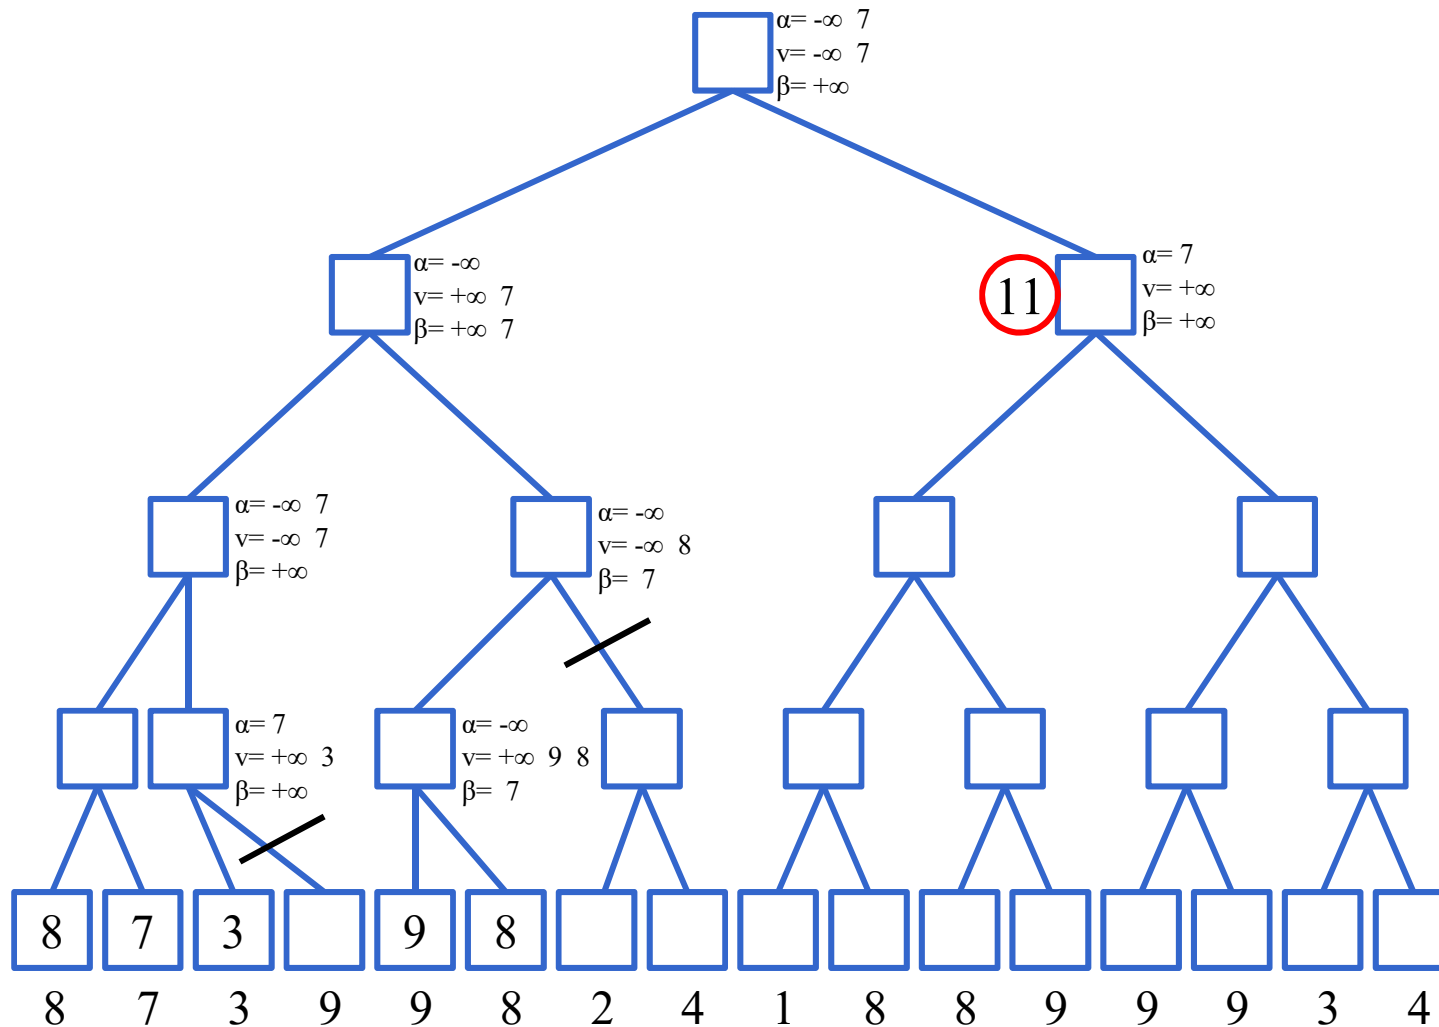 α= -∞ 7
v= -∞ 7
β= +∞
α= -∞
v= +∞ 7
β= +∞ 7
11
α= 7
v= +∞
β= +∞
α= -∞ 7
v= -∞ 7
β= +∞
α= -∞
v= -∞ 8
β= 7
α= 7
v= +∞ 3
β= +∞
α= -∞
v= +∞ 9 8
β= 7
8 7 3 9 8
8 7 3 9 9 8 2 4 1 8 8 9 9 9 3 4